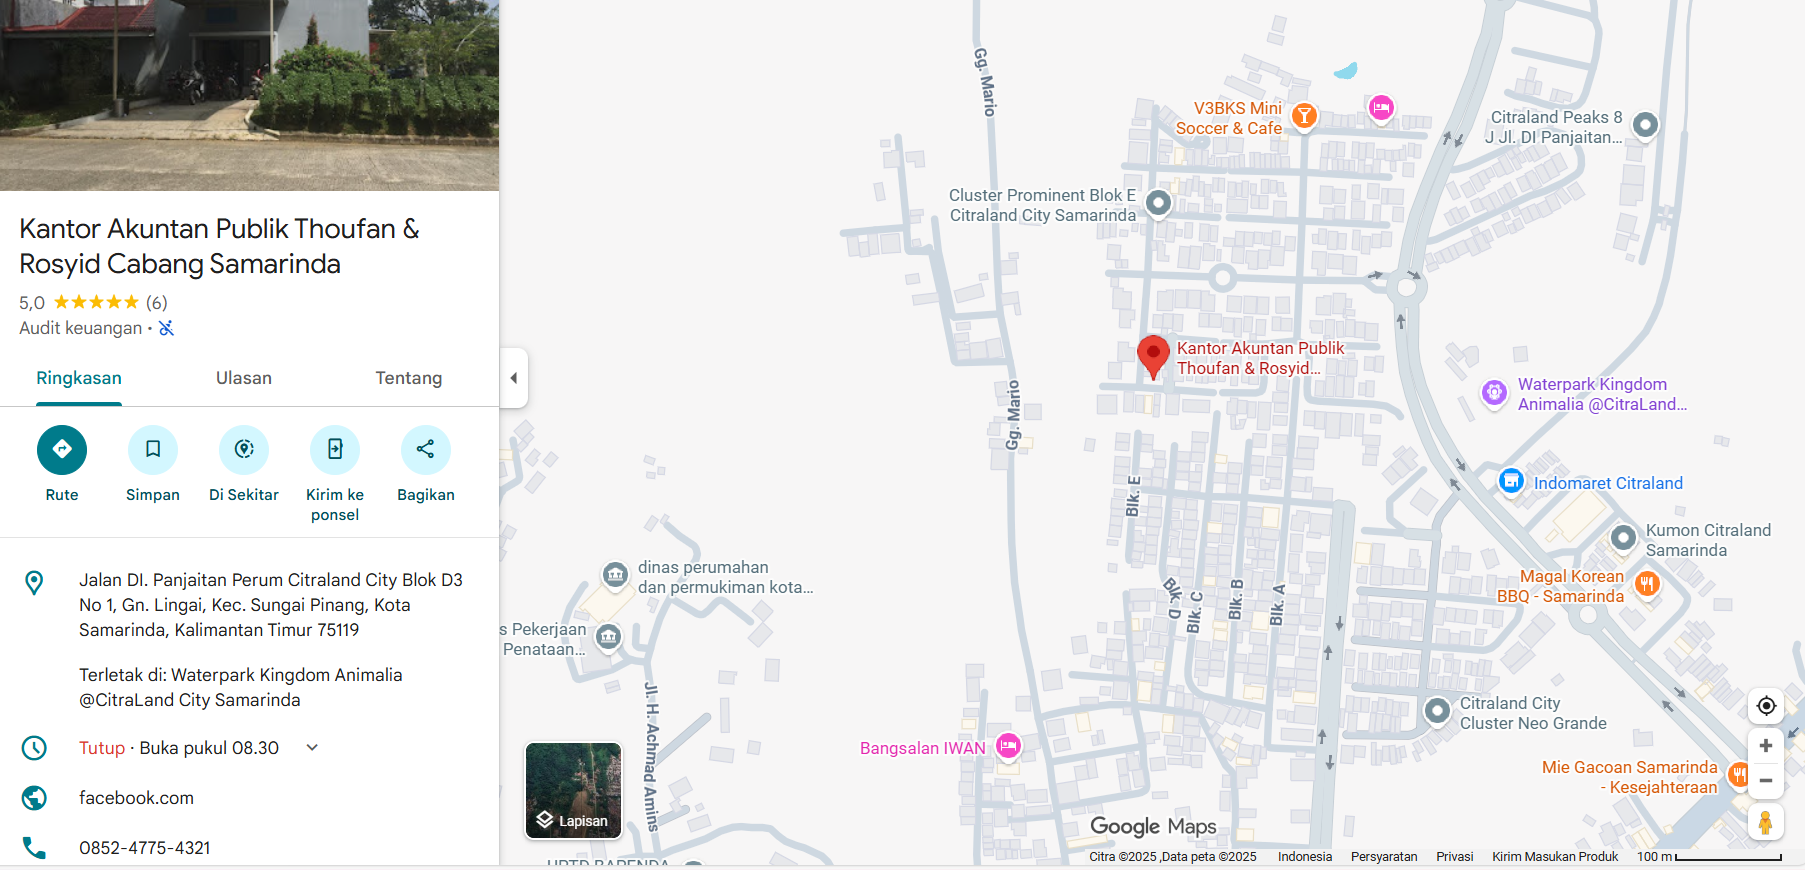 Kantor Akuntan Publik Thoufan &
Rosyid Cabang Samarinda
5,0 (6)
Audit keuangan ·
Ringkasan
Ulasan
Tentang
Rute
Simpan
Di Sekitar
Kirim ke
ponsel
Bagikan
Jalan DI. Panjaitan Perum Citraland City Blok D3
No 1, Gn. Lingai, Kec. Sungai Pinang, Kota
Samarinda, Kalimantan Timur 75119
Terletak di: Waterpark Kingdom Animalia
@CitraLand City Samarinda
Tutup · Buka pukul 08.30
facebook.com
0852-4775-4321
Gg. Mario
V3BKS Mini
Soccer & Cafe
Citraland Peaks 8
J Jl. DI Panjaitan...
Cluster Prominent Blok E
Citraland City Samarinda
Kantor Akuntan Publik
Thoufan & Rosyid...
Waterpark Kingdom
Animalia @CitraLand...
Gg. Mario
Indomaret Citraland
Blk. E
Kumon Citraland
Samarinda
dinas perumahan
dan permukiman kota...
Magal Korean
BBQ - Samarinda
Blk. D
Blk. C
Blk. B
Blk. A
s Pekerjaan
Penataan...
Jl. H. Achmad Amins
Citraland City
Cluster Neo Grande
Bangsalan IWAN
Mie Gacoan Samarinda
- Kesejahteraan
Lapisan
Google Maps
UPTD BAPENDA
Citra ©2025 ,Data peta ©2025
Indonesia
Persyaratan
Privasi
Kirim Masukan Produk
100 m